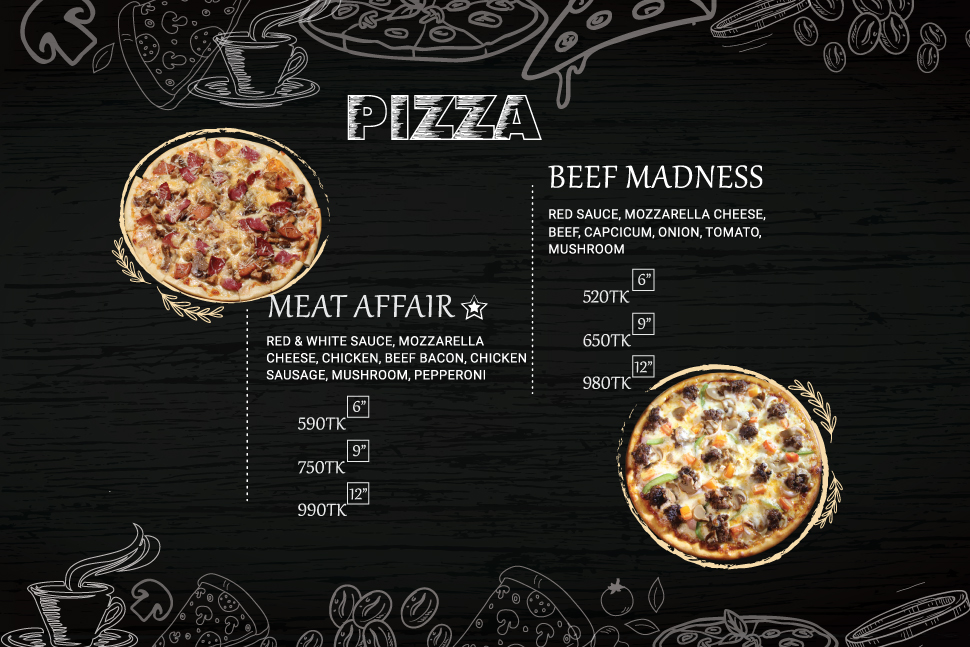 PIZZA
MEAT AFFAIR
RED & WHITE SAUCE, MOZZARELLA
CHEESE, CHICKEN, BEEF BACON, CHICKEN
SAUSAGE, MUSHROOM, PEPPERONI
590TK 6”
750TK 9”
990TK 12”
BEEF MADNESS
RED SAUCE, MOZZARELLA CHEESE,
BEEF, CAPCICUM, ONION, TOMATO,
MUSHROOM
520TK 6”
650TK 9”
980TK 12”